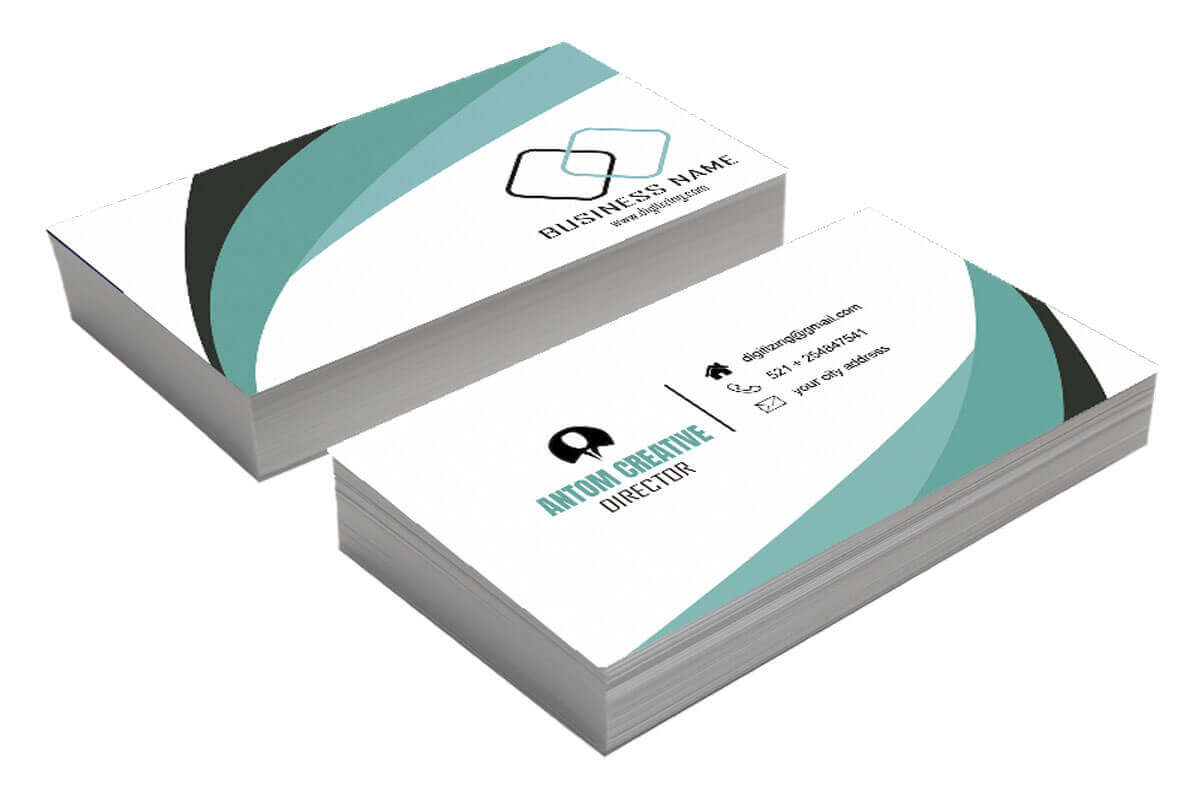 BUSINESS NAME
www.digitizing.com
digitizing@gmail.com
521 + 254847541
your city address
ANTOM CREATIVE
DIRECTOR